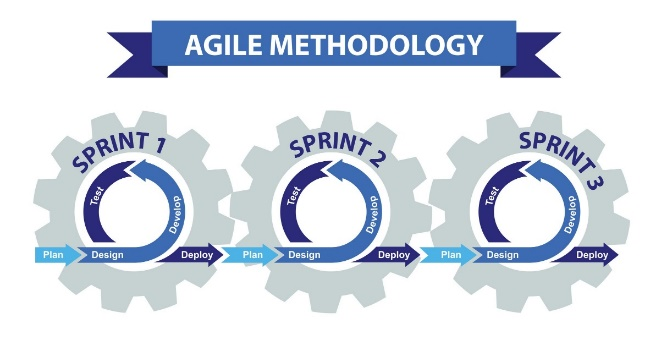 AGILE METHODOLOGY
SPRINT 1
Test
Develop
Plan
Design
Deploy
SPRINT 2
Test
Develop
Plan
Design
Deploy
SPRINT 3
Test
Develop
Plan
Design
Deploy